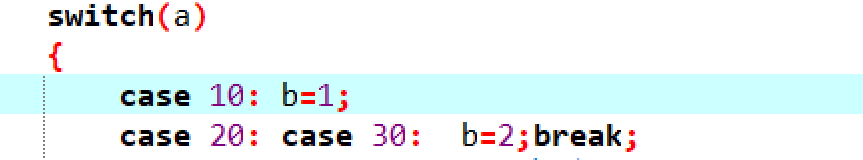 switch(a)
{
case 10: b=1;
case 20: case 30:  b=2;break;